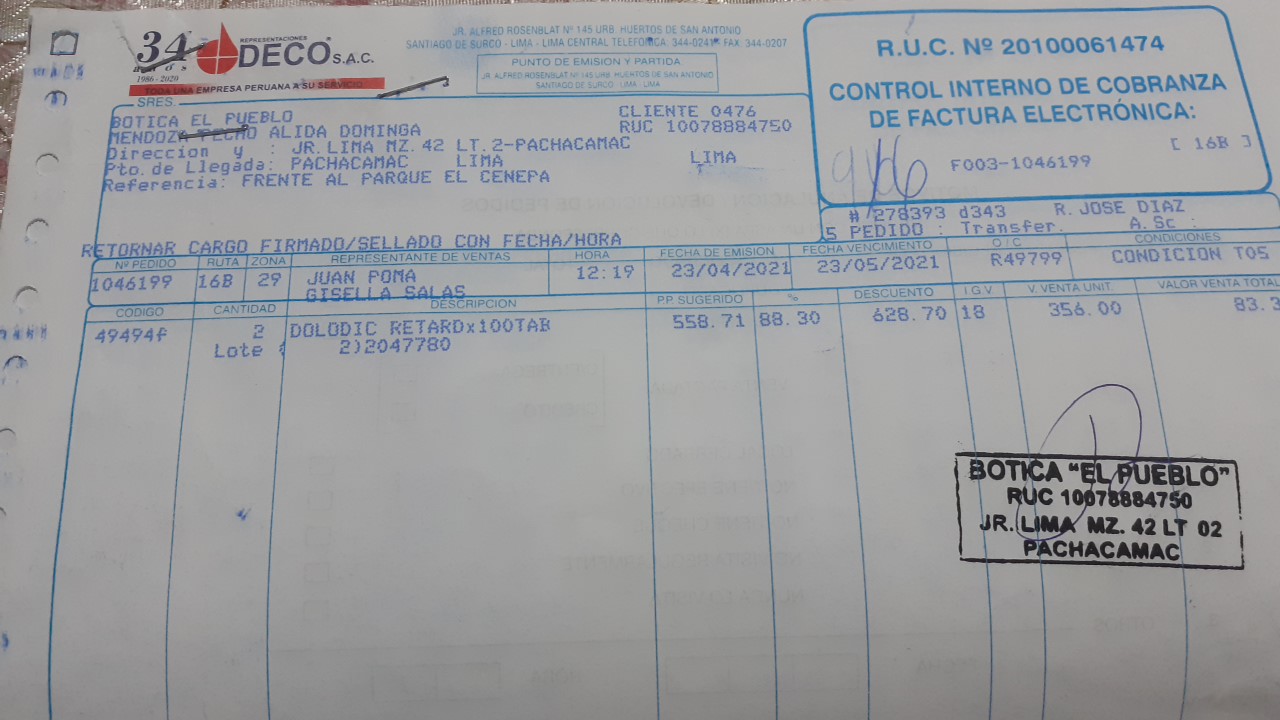 34 AÑOS
1986 - 2020
REPRESENTACIONES
DECO S.A.C.
TODA UNA EMPRESA PERUANA A SU SERVICIO
JR. ALFRED ROSENBLAT Nº 145 URB. HUERTOS DE SAN ANTONIO
SANTIAGO DE SURCO - LIMA - LIMA CENTRAL TELEFÓNICA: 344-0241 FAX: 344-0207
PUNTO DE EMISIÓN Y PARTIDA
JR. ALFRED ROSENBLAT Nº 145 URB. HUERTOS DE SAN ANTONIO
SANTIAGO DE SURCO - LIMA - LIMA
R.U.C. Nº 20100061474
CONTROL INTERNO DE COBRANZA
DE FACTURA ELECTRÓNICA:
[ 16B ]
F003-1046199
SRES.
BOTICA EL PUEBLO CLIENTE 0476
MENDOZA ALIDA DOMINGA RUC 10078884750
Direccion y : JR.LIMA MZ. 42 LT.2-PACHACAMAC
Pto.de Llegada: PACHACAMAC LIMA LIMA
Referencia: FRENTE AL PARQUE EL CENEPA
# 278393 d343 R. JOSE DIAZ
PEDIDO : Transfer. A.Sc :
RETORNAR CARGO FIRMADO/SELLADO CON FECHA/HORA
Nº PEDIDO RUTA ZONA REPRESENTANTE DE VENTAS HORA FECHA DE EMISIÓN FECHA VENCIMIENTO O / C CONDICIONES
1046199 16B 29 JUAN POMA 12:19 23/04/2021 23/05/2021 R49799 CONDICION T05
GISELLA SALAS
CODIGO CANTIDAD DESCRIPCION P.P. SUGERIDO % DESCUENTO I.G.V V. VENTA UNIT. VALOR VENTA TOTAL
49494f 2 DOLODIC RETARDx100TAB 558.71 88.30 628.70 18 356.00 83.3
Lote 2)2047780
BOTICA "EL PUEBLO"
RUC 10078884750
JR. LIMA MZ. 42 LT 02
PACHACAMAC